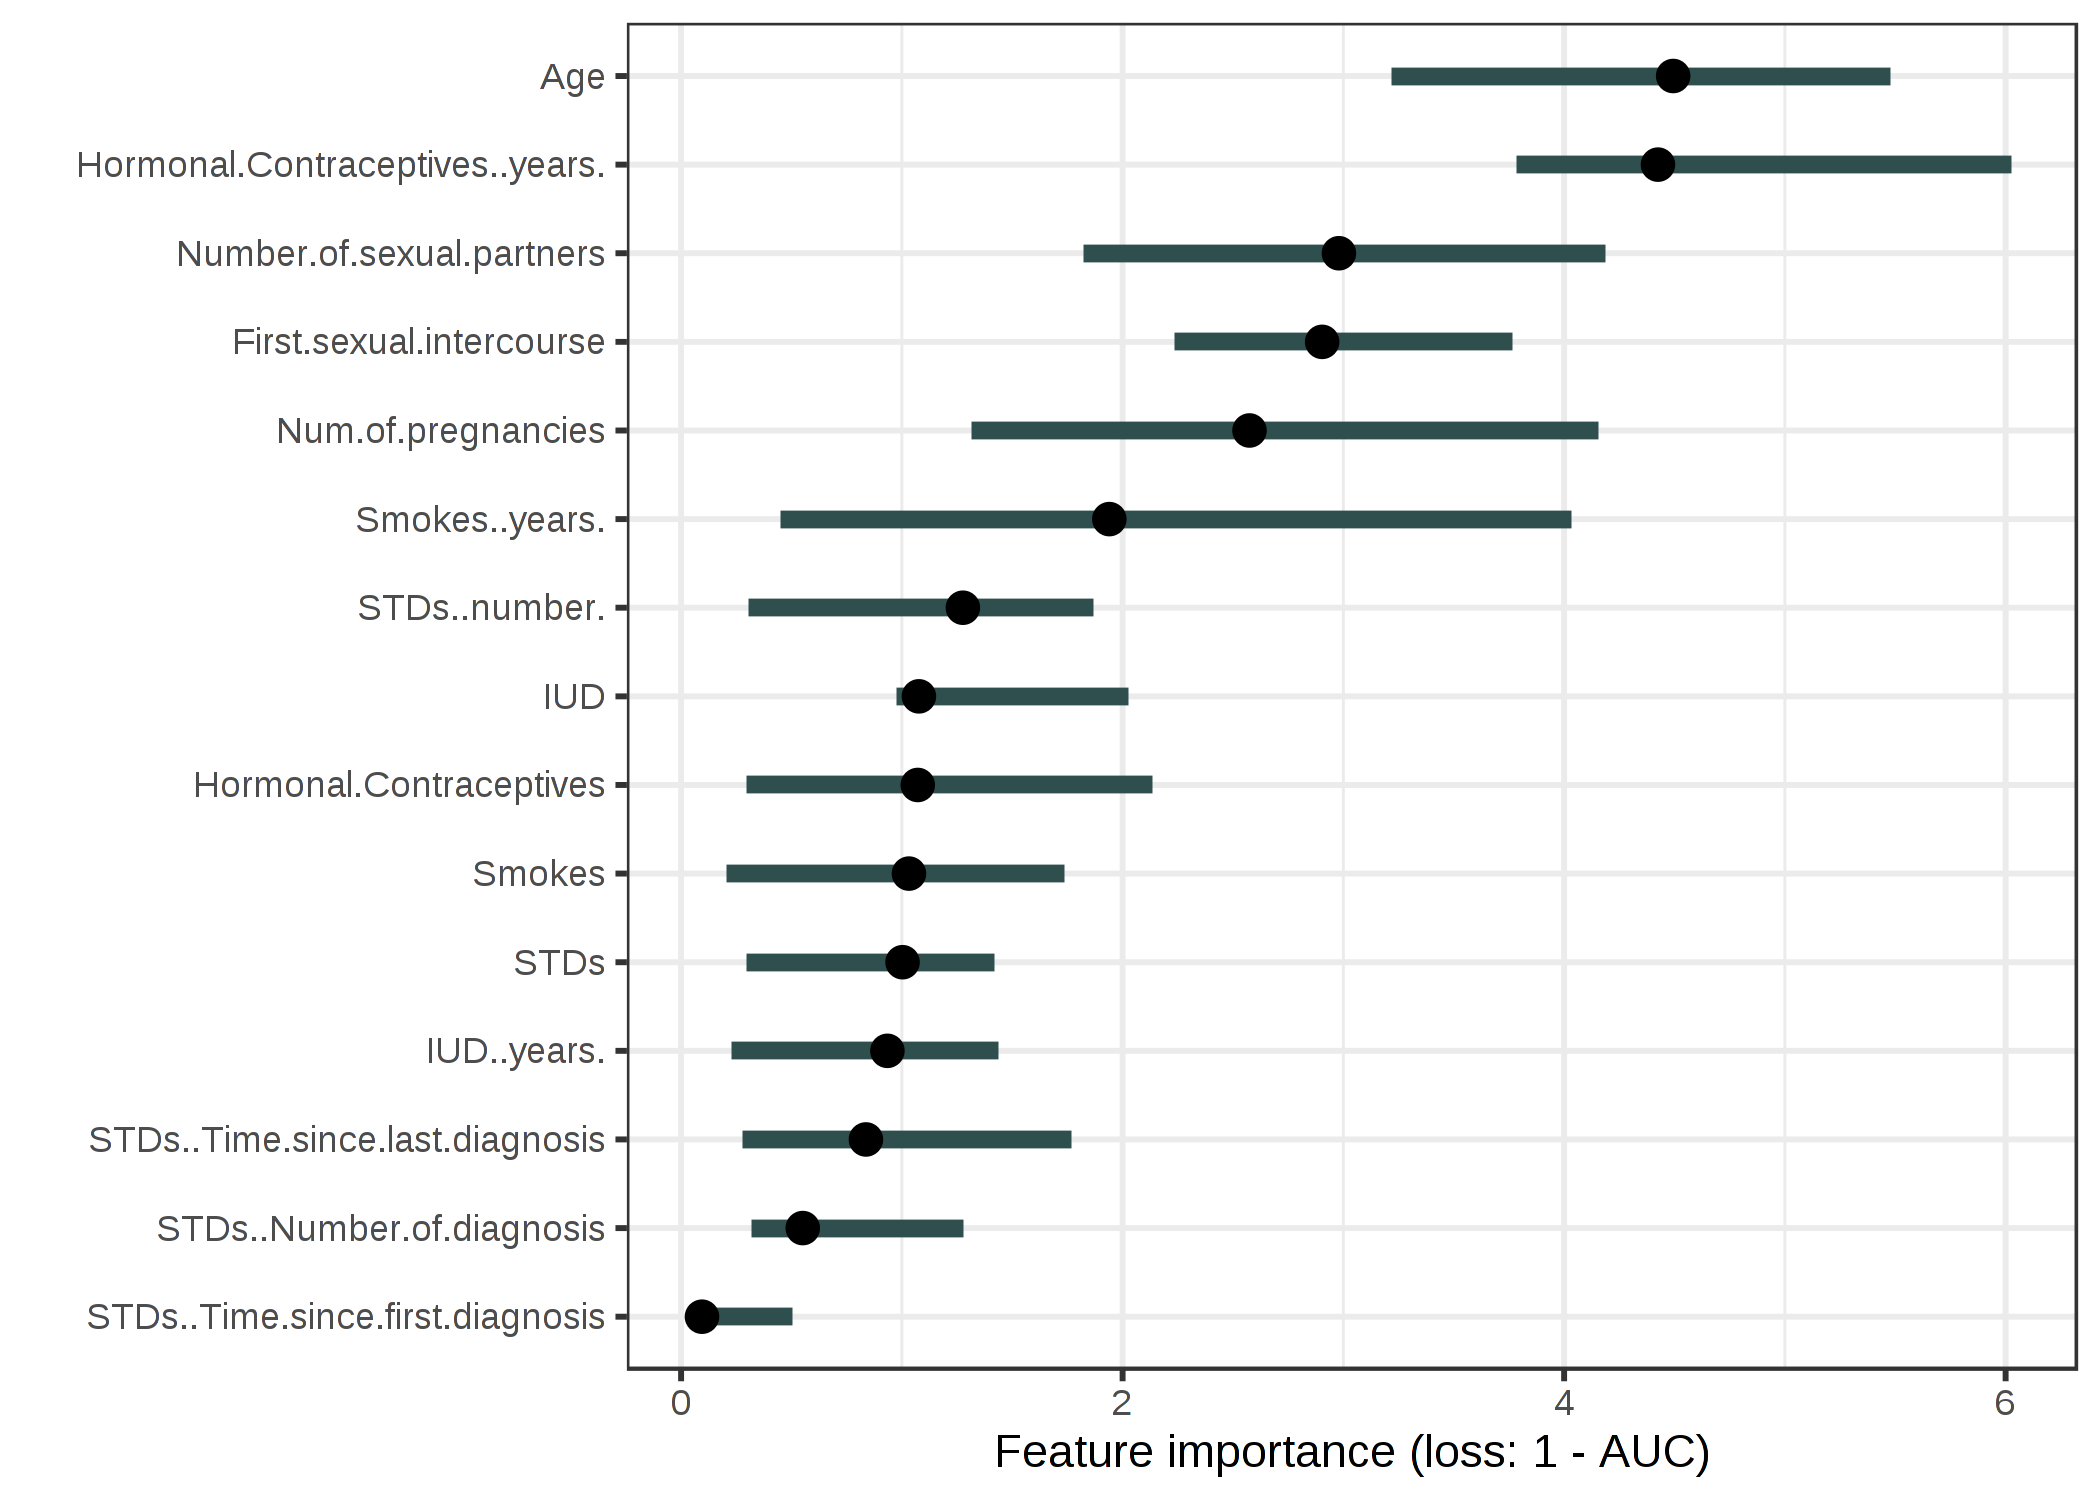 Age
Hormonal.Contraceptives..years.
Number.of.sexual.partners
First.sexual.intercourse
Num.of.pregnancies
Smokes..years.
STDs..number.
IUD
Hormonal.Contraceptives
Smokes
STDs
IUD..years.
STDs..Time.since.last.diagnosis
STDs..Number.of.diagnosis
STDs..Time.since.first.diagnosis
0 2 4 6
Feature importance (loss: 1 - AUC)